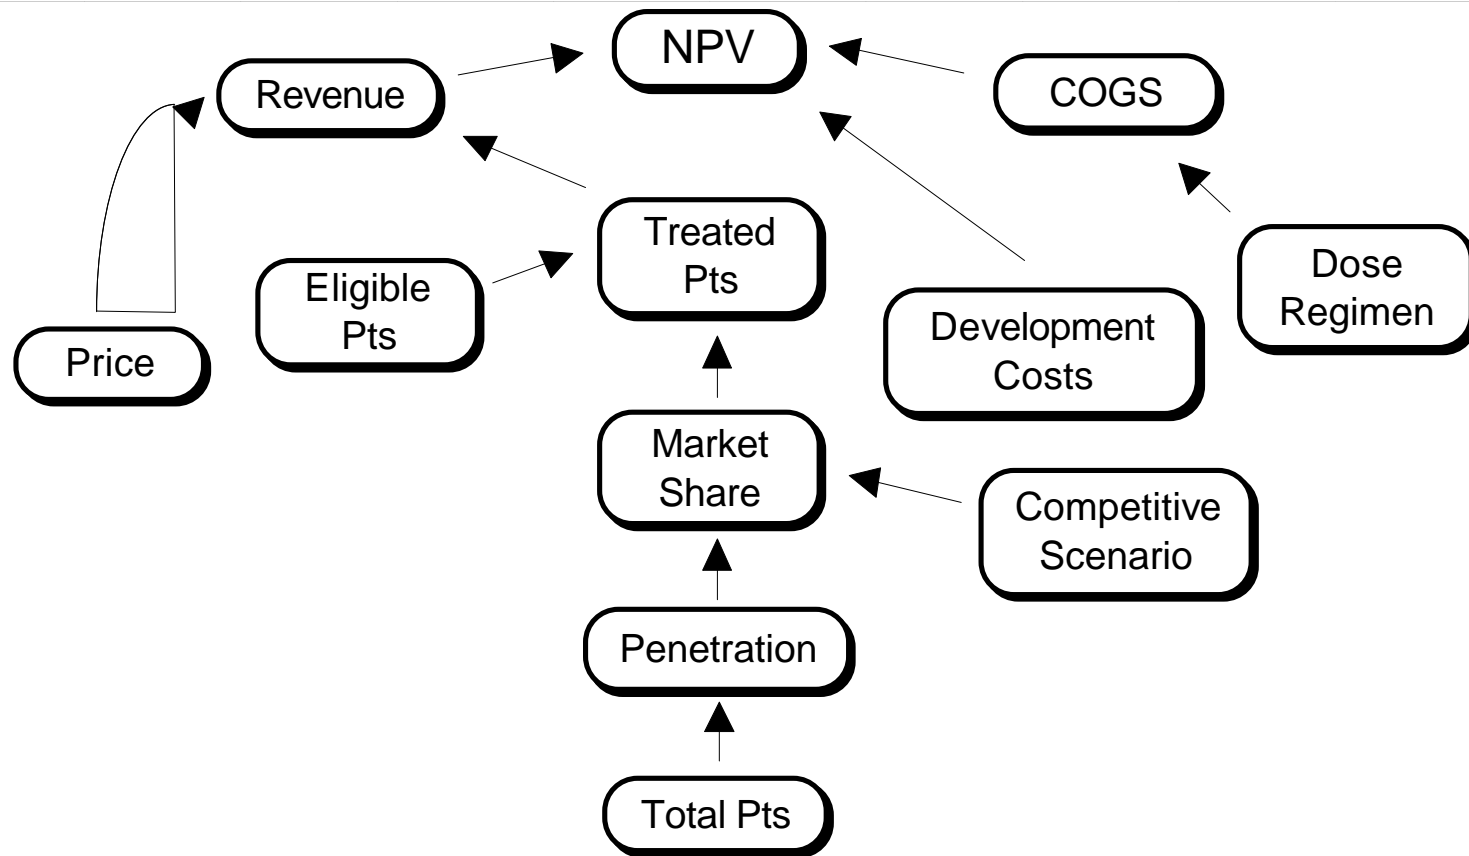 NPV
Revenue
COGS
Treated
Pts
Eligible
Pts
Dose
Regimen
Development
Costs
Price
Market
Share
Competitive
Scenario
Penetration
Total Pts